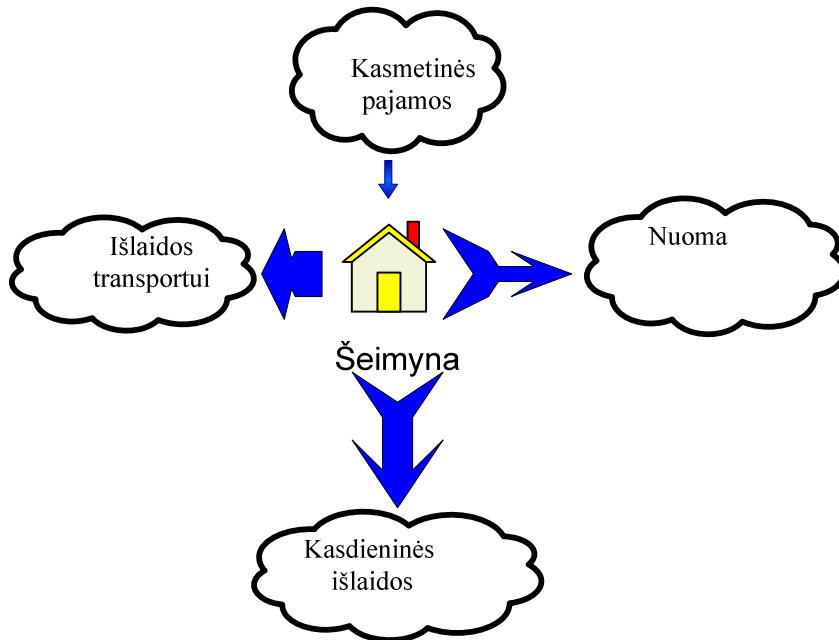 Kasmetinės
pajamos
Išlaidos
transportui
Nuoma
Šeimyna
Kasdieninės
išlaidos